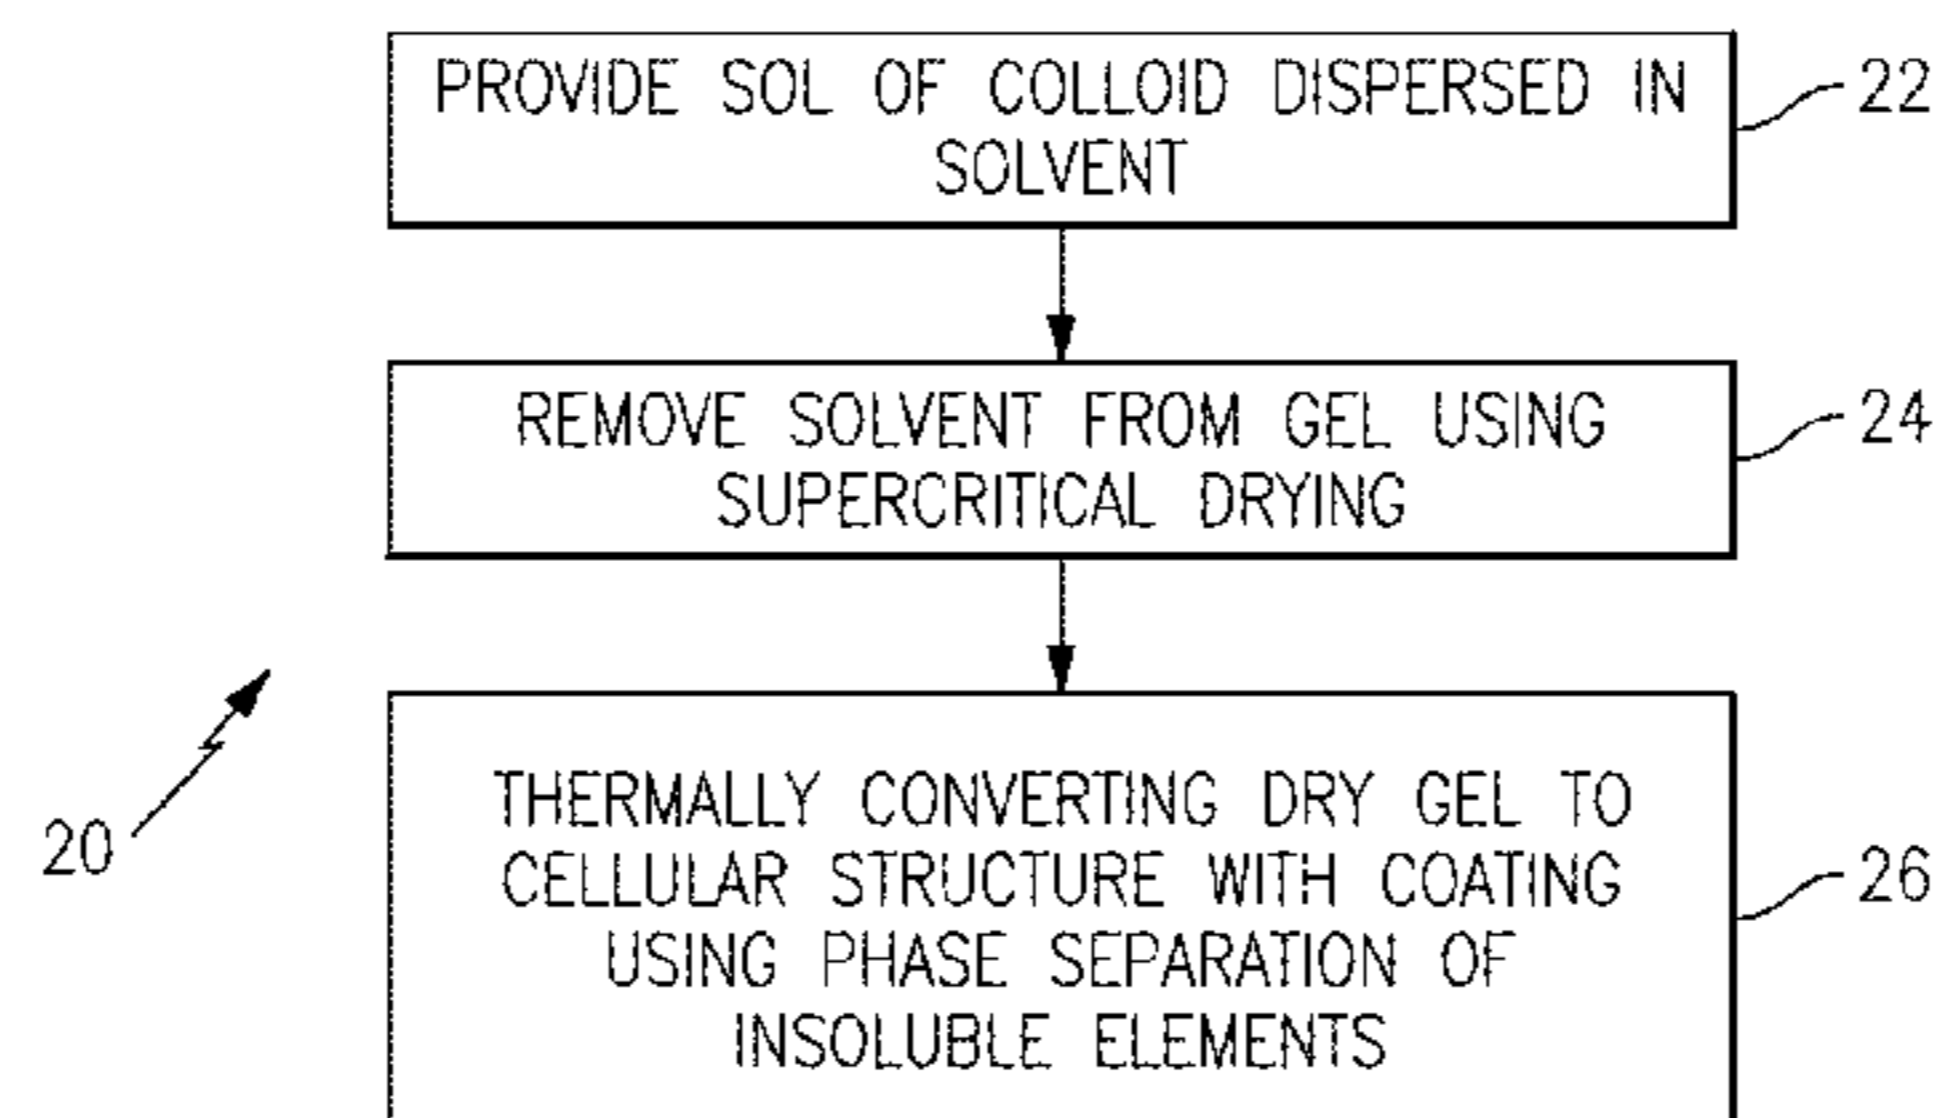 PROVIDE SOL OF COLLOID DISPERSED IN
SOLVENT
22
REMOVE SOLVENT FROM GEL USING
SUPERCRITICAL DRYING
24
THERMALLY CONVERTING DRY GEL TO
CELLULAR STRUCTURE WITH COATING
USING PHASE SEPARATION OF
INSOLUBLE ELEMENTS
26
20